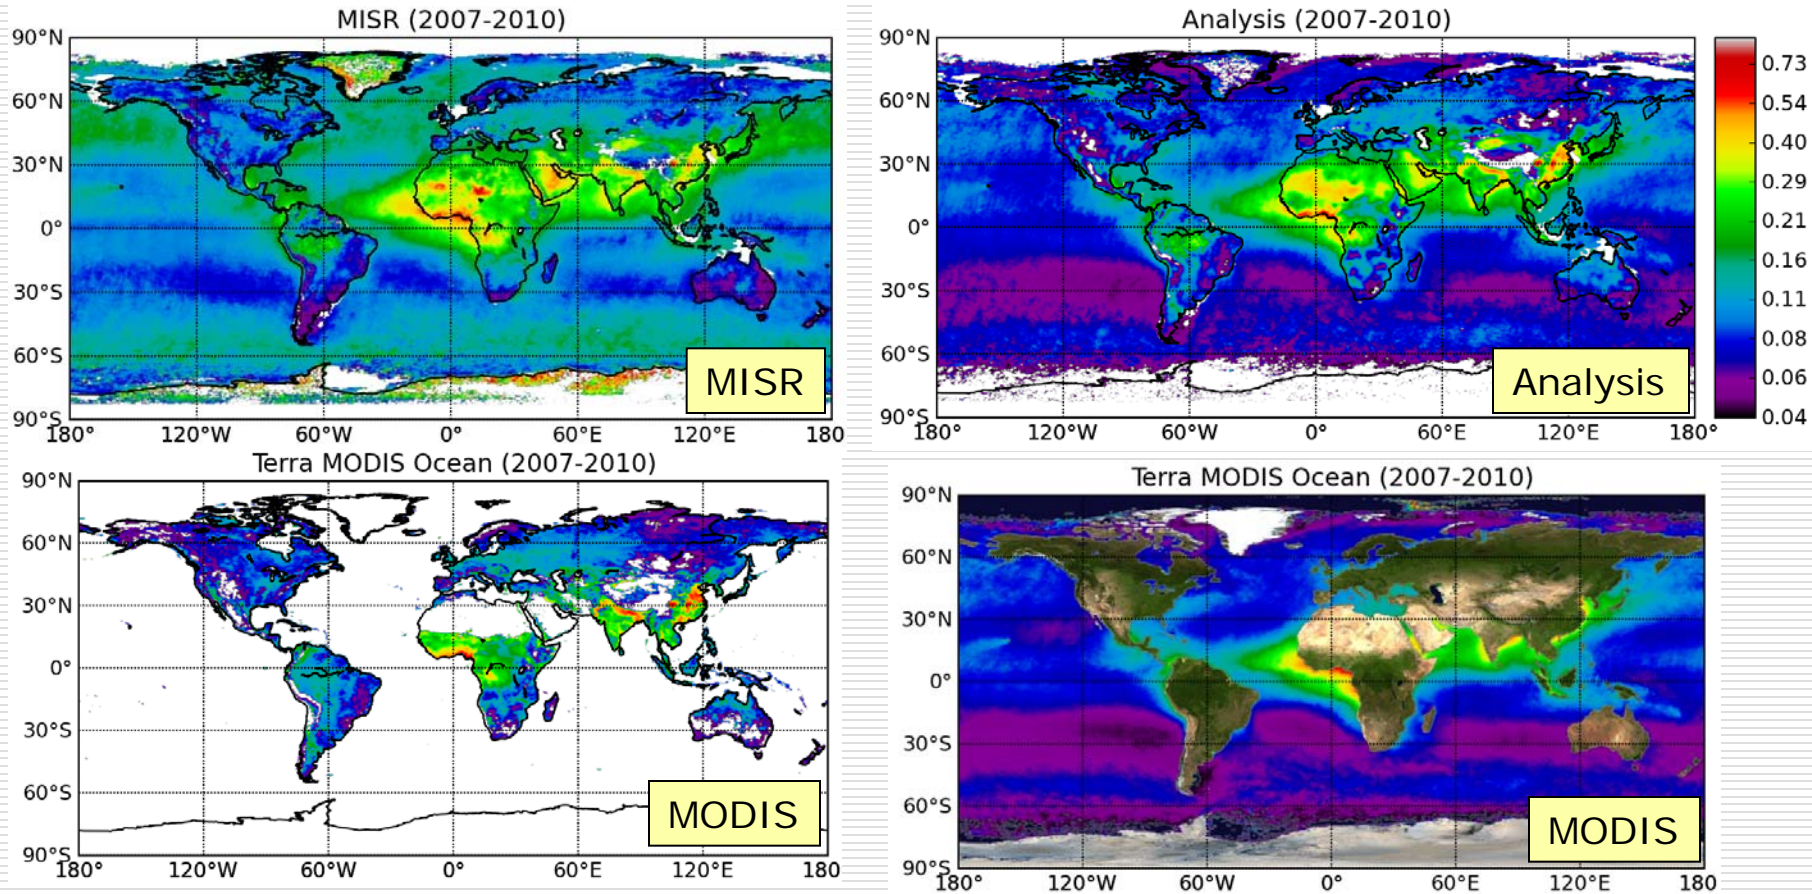 MISR (2007-2010)
90°N
60°N
30°N
0°
30°S
60°S
90°S
180°
120°W
60°W
0°
60°E
120°E
180
MISR
Analysis (2007-2010)
90°N
60°N
30°N
0°
30°S
60°S
90°S
180°
120°W
60°W
0°
60°E
120°E
180°
Analysis
0.73
0.54
0.40
0.29
0.21
0.16
0.11
0.08
0.06
0.04
Terra MODIS Ocean (2007-2010)
90°N
60°N
30°N
0°
30°S
60°S
90°S
180°
120°W
60°W
0°
60°E
120°E
180
MODIS
Terra MODIS Ocean (2007-2010)
90°N
60°N
30°N
0°
30°S
60°S
90°S
180°
120°W
60°W
0°
60°E
120°E
180
MODIS